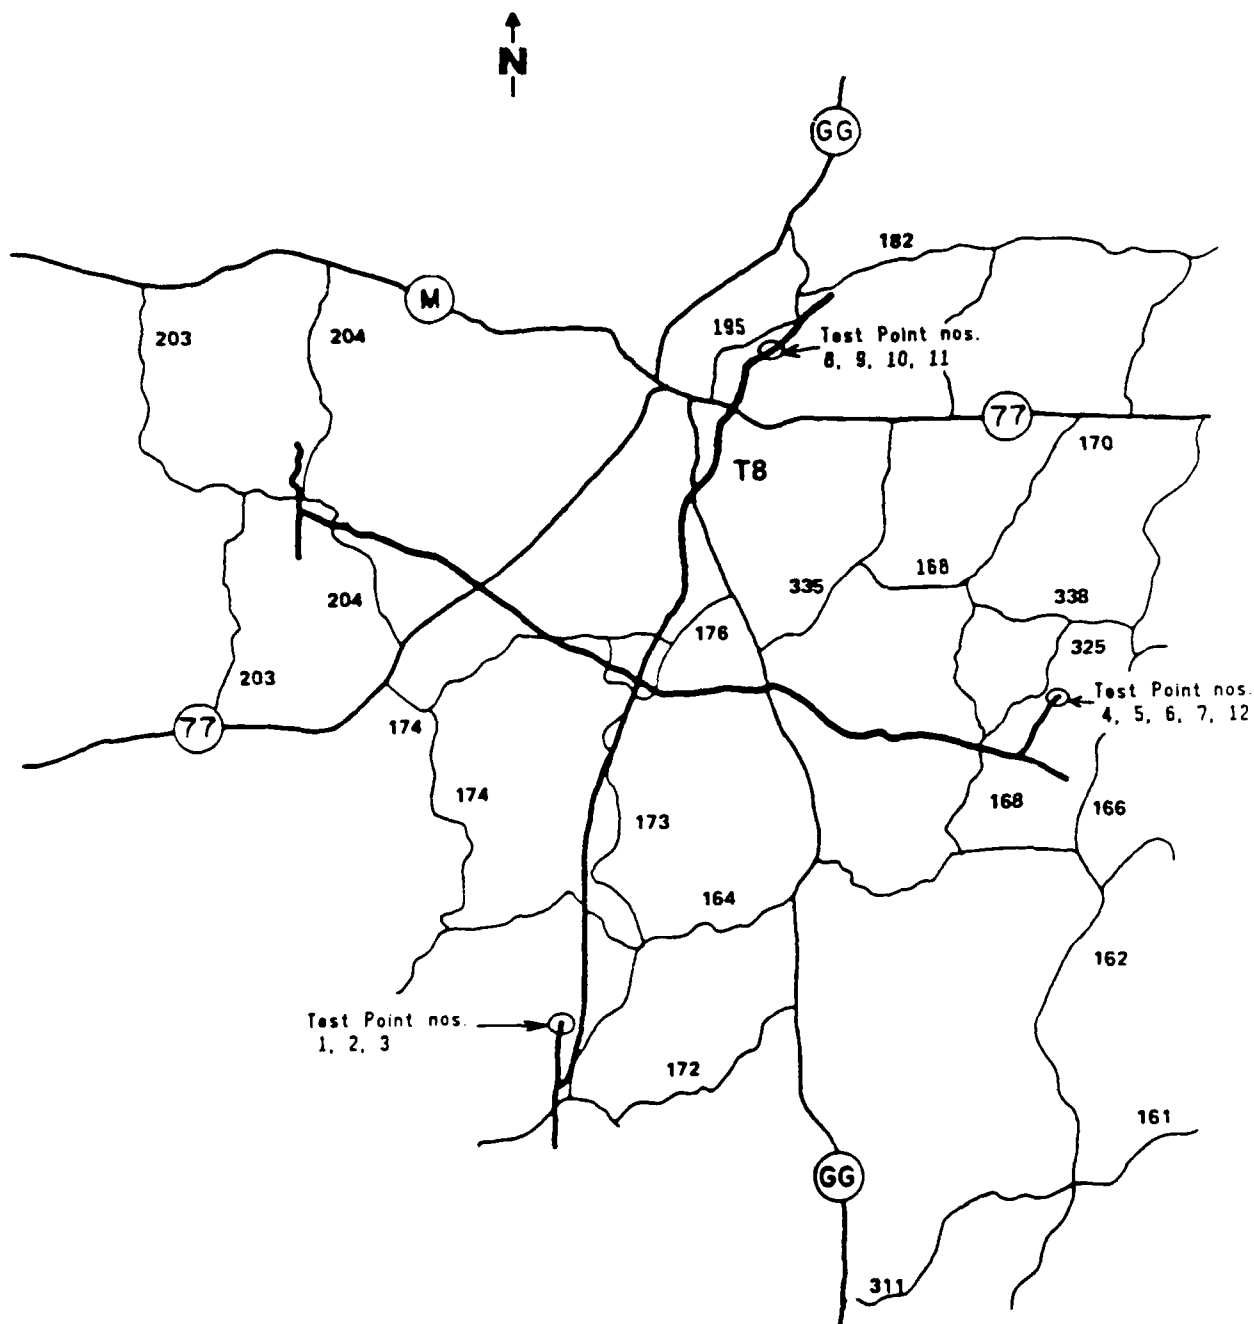 N
GG
182
M
203
204
195
Test Point nos.
8, 9, 10, 11
77
170
T8
168
335
204
338
176
325
203
Test Point nos.
4, 5, 6, 7, 12
77
174
174
168
166
173
164
162
Test Point nos.
1, 2, 3
172
161
GG
311